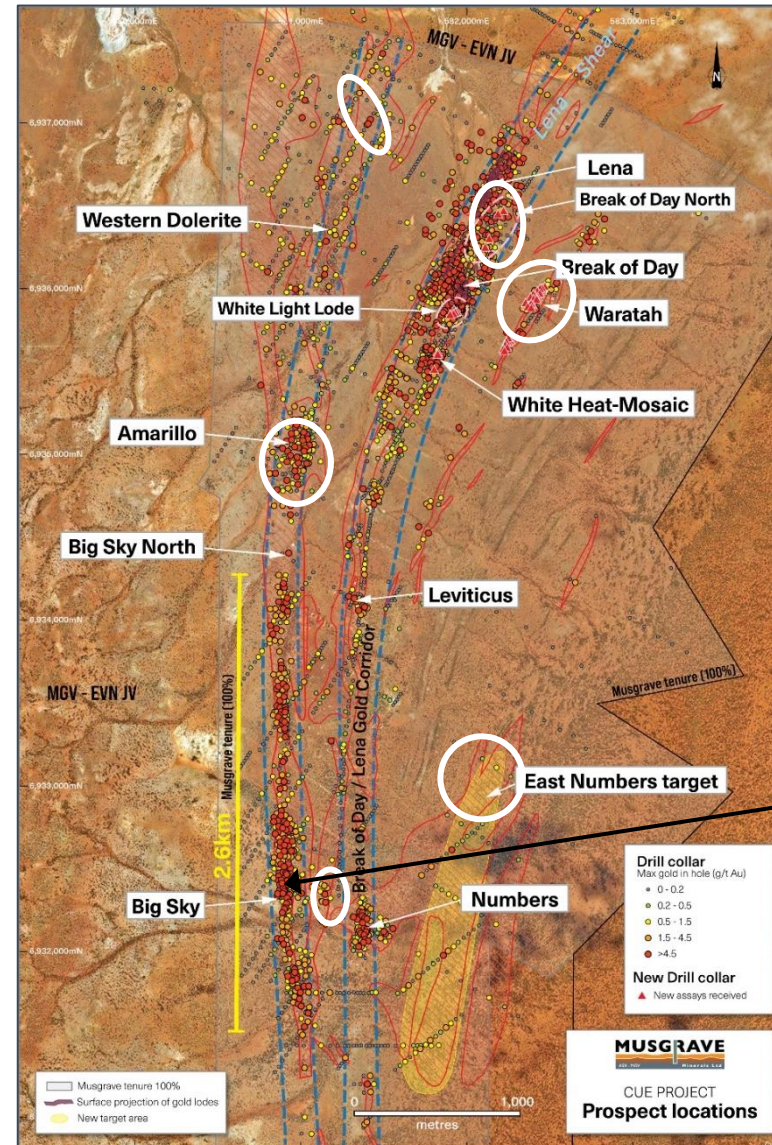 582,000mE
583,000mE
MGV - EVN JV
Lena Shear
N
6,937,000mN
Lena
Break of Day North
Western Dolerite
6,936,000mN
Break of Day
White Light Lode
Waratah
White Heat-Mosaic
Amarillo
6,935,000mN
Big Sky North
Leviticus
6,934,000mN
MGV - EVN JV
Musgrave tenure (100%)
Musgrave tenure (100%)
2.6km
Break of Day / Lena Gold Corridor
6,933,000mN
East Numbers target
Big Sky
Numbers
6,932,000mN
Drill collar
Max gold in hole (g/t Au)
0 - 0.2
0.2 - 0.5
0.5 - 1.5
1.5 - 4.5
>4.5
New Drill collar
New assays received
MUSGRAVE
Minerals Ltd
CUE PROJECT
Prospect locations
Musgrave tenure 100%
Surface projection of gold lodes
New target area
0 1,000
metres